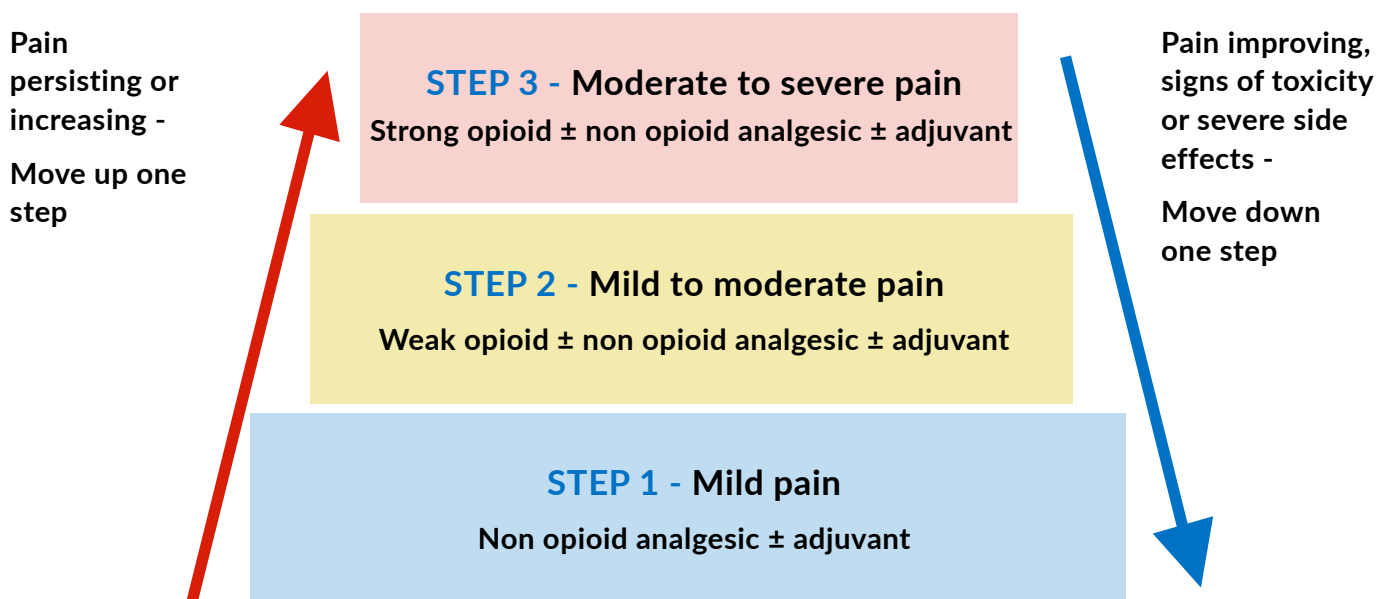 Pain
persisting or
increasing -
Move up one
step
STEP 3 - Moderate to severe pain
Strong opioid ± non opioid analgesic ± adjuvant
Pain improving,
signs of toxicity
or severe side
effects -
Move down
one step
STEP 2 - Mild to moderate pain
Weak opioid ± non opioid analgesic ± adjuvant
STEP 1 - Mild pain
Non opioid analgesic ± adjuvant